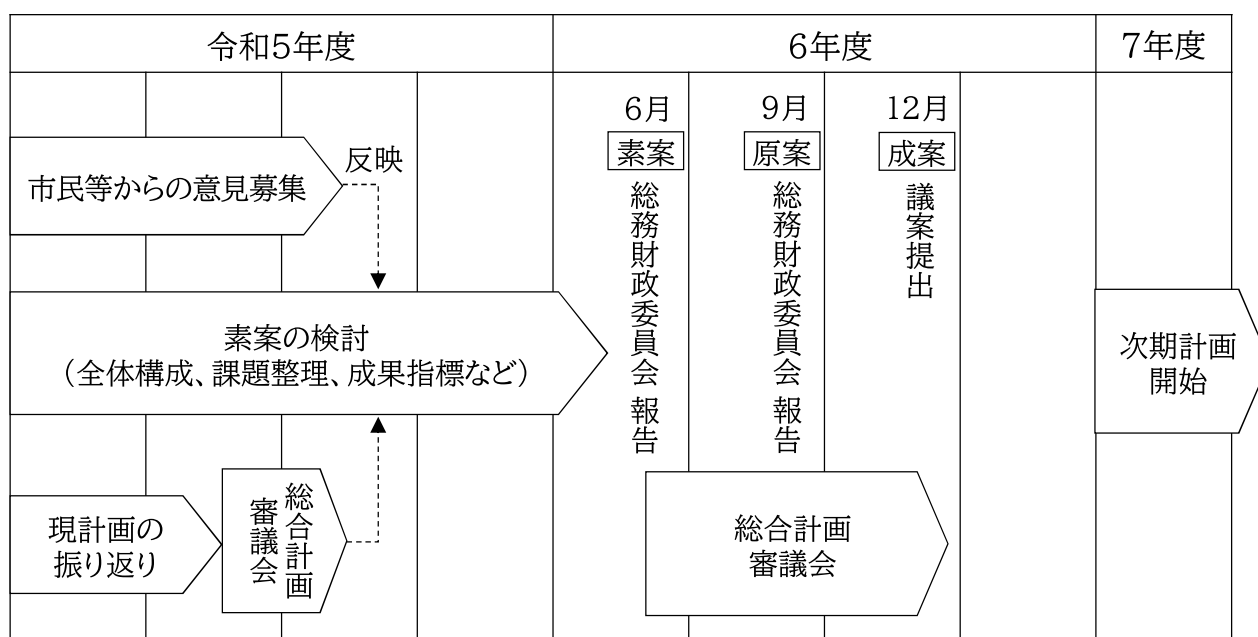 令和5年度
6年度
7年度
6月
素案
総務財政委員会 報告
9月
原案
総務財政委員会 報告
12月
成案
議案提出
市民等からの意見募集
反映
素案の検討
（全体構成、課題整理、成果指標など）
次期計画
開始
現計画の
振り返り
総合計画
審議会
総合計画
審議会